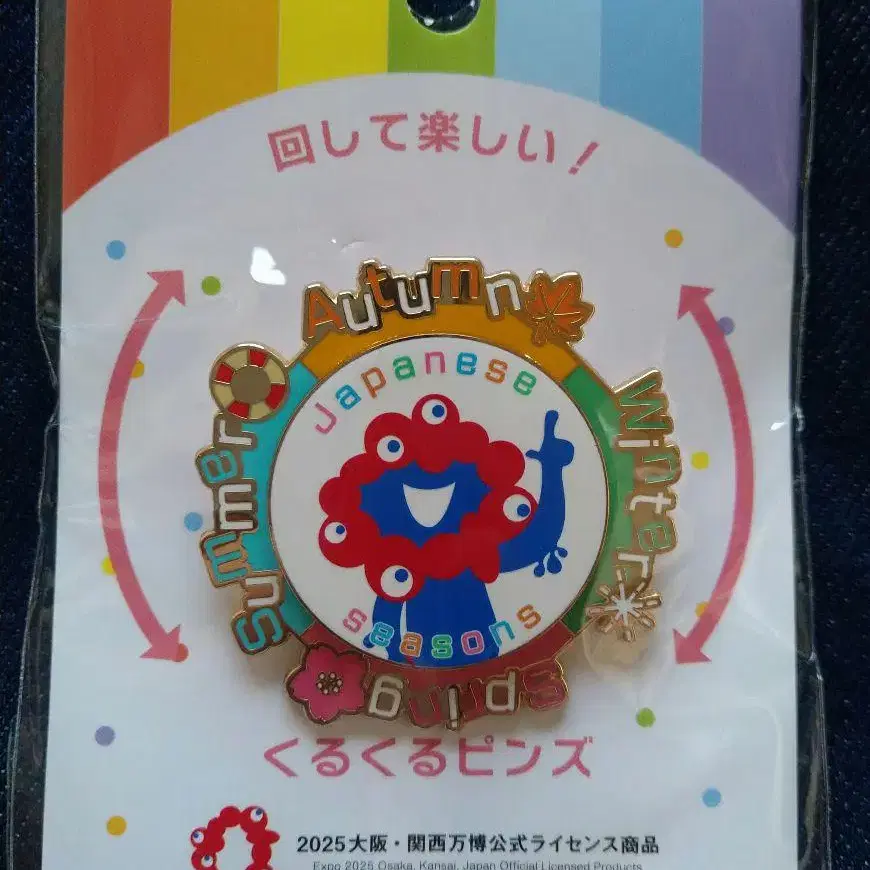 回して楽しい！
Autumn
Japanese
Winter
Summer
seasons
Spring
くるくるピンズ
2025大阪・関西万博公式ライセンス商品
Expo 2025 Osaka, Kansai, Japan Official Licensed Products